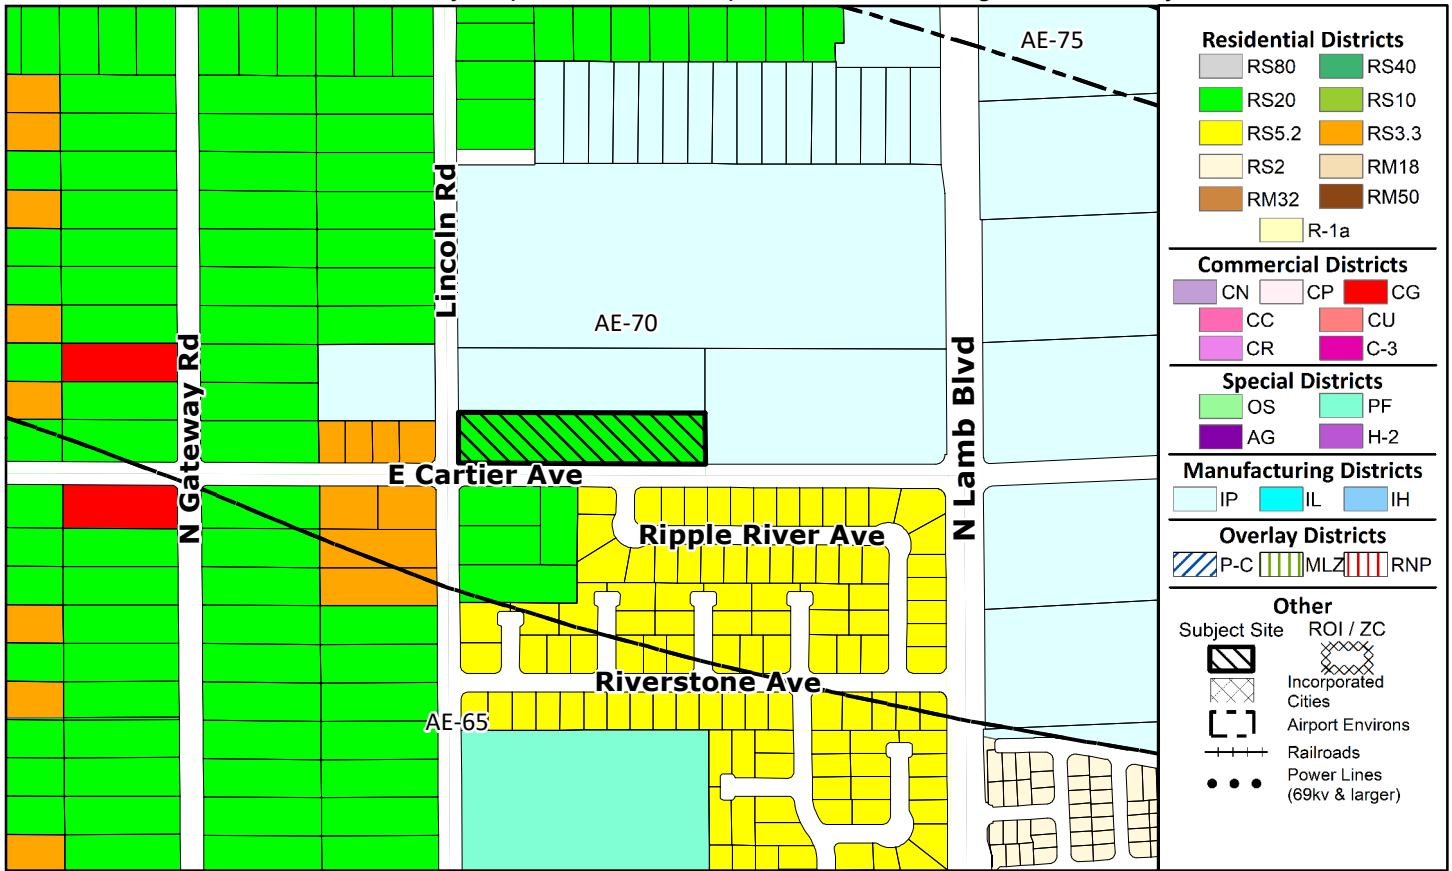 AE-75
Lincoln Rd
AE-70
N Gateway Rd
N Lamb Blvd
E Cartier Ave
Ripple River Ave
Riverstone Ave
AE-65
Residential Districts
RS80 RS40
RS20 RS10
RS5.2 RS3.3
RS2 RM18
RM32 RM50
R-1a
Commercial Districts
CN CP CG
CC CU
CR C-3
Special Districts
OS PF
AG H-2
Manufacturing Districts
IP IL IH
Overlay Districts
P-C MLZ RNP
Other
Subject Site ROI / ZC
Incorporated
Cities
Airport Environs
Railroads
Power Lines
(69kv & larger)